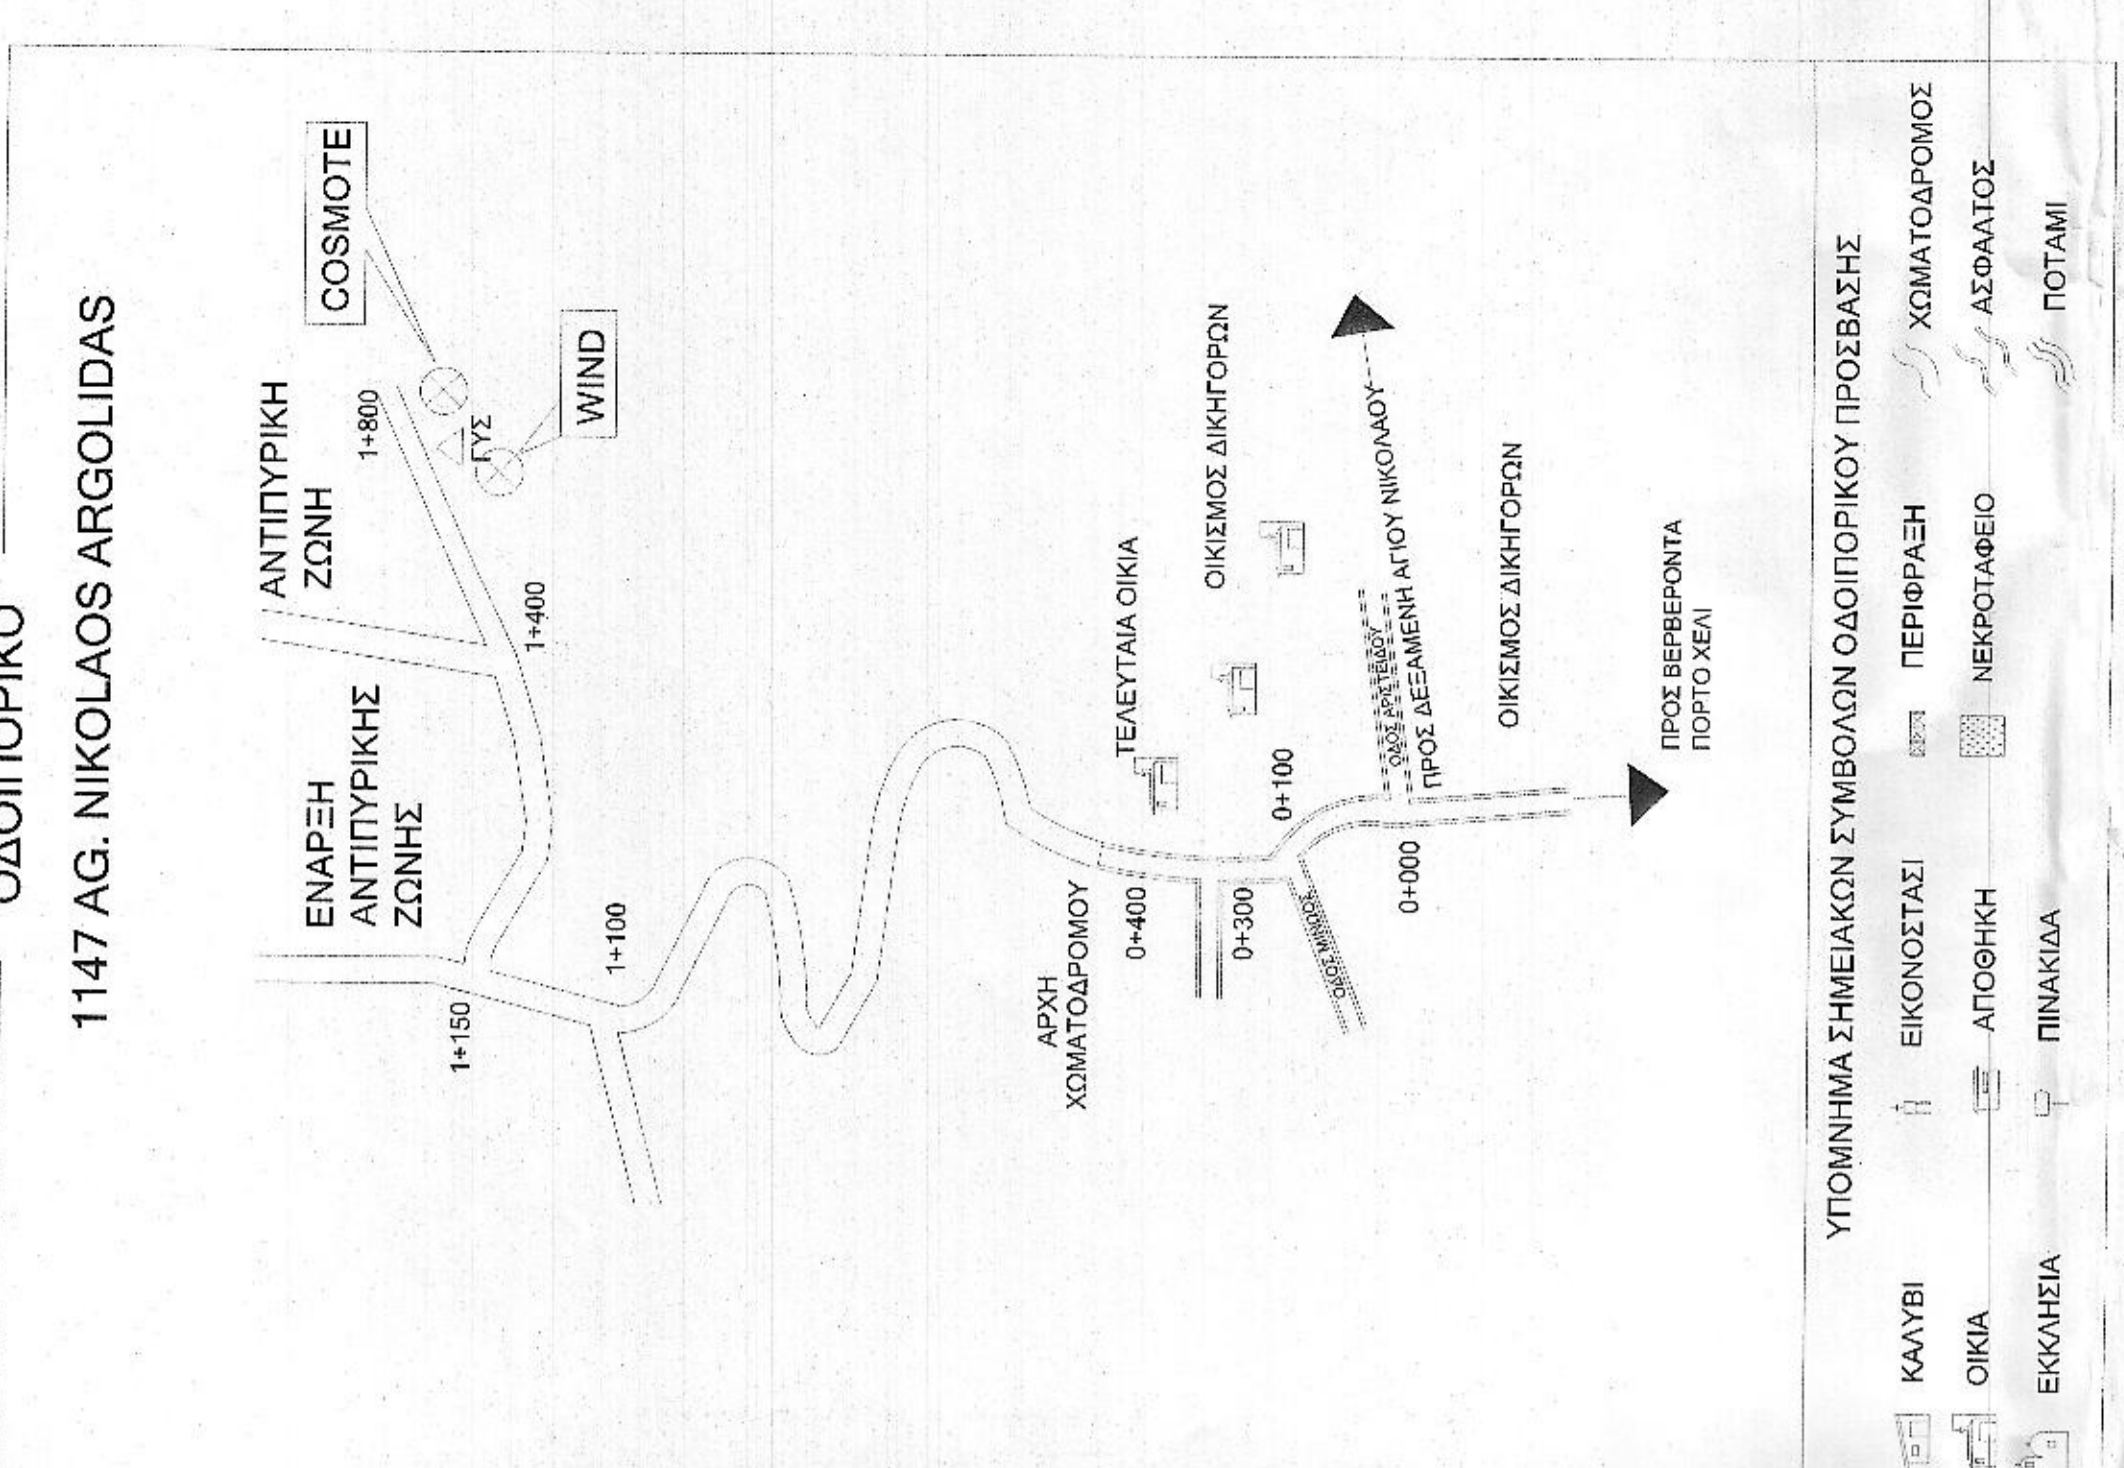 ΟΔΟΙΠΟΡΙΚΟ
1147 AG. NIKOLAOS ARGOLIDAS
COSMOTE
ΑΝΤΙΠΥΡΙΚΗ
ΖΩΝΗ
1+800
ΓΥΣ
WIND
ΕΝΑΡΞΗ
ΑΝΤΙΠΥΡΙΚΗΣ
ΖΩΝΗΣ
1+400
1+150
1+100
ΑΡΧΗ
ΧΩΜΑΤΟΔΡΟΜΟΥ
ΤΕΛΕΥΤΑΙΑ ΟΙΚΙΑ
0+400
ΟΙΚΙΣΜΟΣ ΔΙΚΗΓΟΡΩΝ
0+300
0+100
ΟΔΟΣ ΜΙΝΩΟΣ
ΟΔΟΣ ΑΡΙΣΤΕΙΔΟΥ
ΠΡΟΣ ΔΕΞΑΜΕΝΗ ΑΓΙΟΥ ΝΙΚΟΛΑΟΥ
0+000
ΟΙΚΙΣΜΟΣ ΔΙΚΗΓΟΡΩΝ
ΠΡΟΣ ΒΕΡΒΕΡΟΝΤΑ
ΠΟΡΤΟ ΧΕΛΙ
ΥΠΟΜΝΗΜΑ ΣΗΜΕΙΑΚΩΝ ΣΥΜΒΟΛΩΝ ΟΔΟΙΠΟΡΙΚΟΥ ΠΡΟΣΒΑΣΗΣ
ΚΑΛΥΒΙ ΕΙΚΟΝΟΣΤΑΣΙ ΠΕΡΙΦΡΑΞΗ ΧΩΜΑΤΟΔΡΟΜΟΣ
ΟΙΚΙΑ ΑΠΟΘΗΚΗ ΝΕΚΡΟΤΑΦΕΙΟ ΑΣΦΑΛΤΟΣ
ΕΚΚΛΗΣΙΑ ΠΙΝΑΚΙΔΑ ΠΟΤΑΜΙ